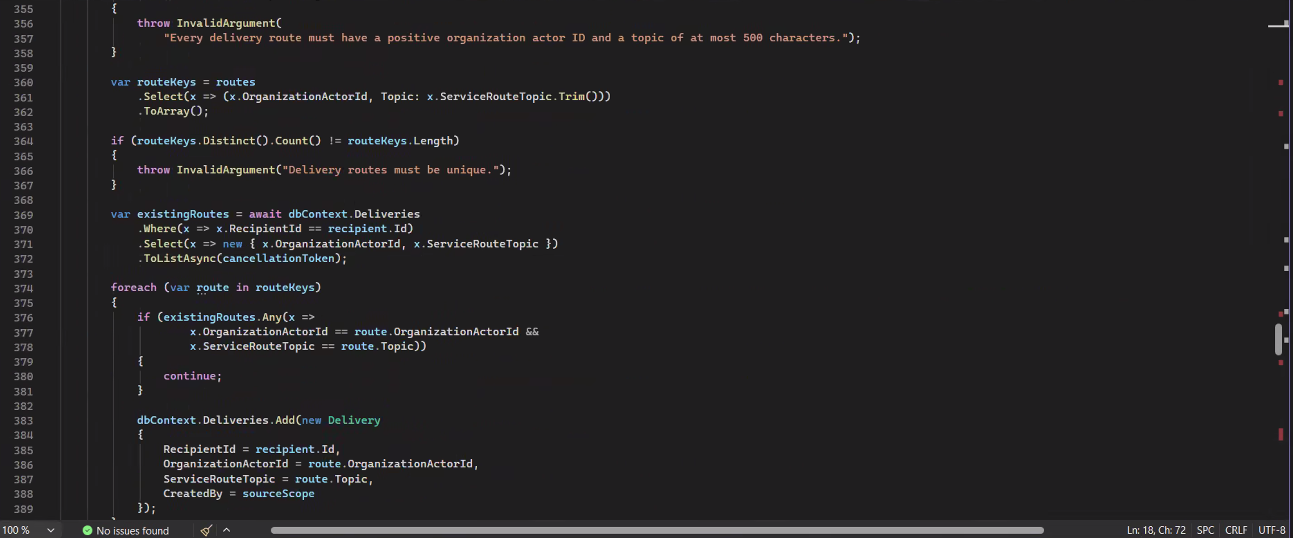 355 {
356 throw InvalidArgument(
357 "Every delivery route must have a positive organization actor ID and a topic of at most 500 characters.");
358 }
359
360 var routeKeys = routes
361 .Select(x => (x.OrganizationActorId, Topic: x.ServiceRouteTopic.Trim()))
362 .ToArray();
363
364 if (routeKeys.Distinct().Count() != routeKeys.Length)
365 {
366 throw InvalidArgument("Delivery routes must be unique.");
367 }
368
369 var existingRoutes = await dbContext.Deliveries
370 .Where(x => x.RecipientId == recipient.Id)
371 .Select(x => new { x.OrganizationActorId, x.ServiceRouteTopic })
372 .ToListAsync(cancellationToken);
373
374 foreach (var route in routeKeys)
375 {
376 if (existingRoutes.Any(x =>
377 x.OrganizationActorId == route.OrganizationActorId &&
378 x.ServiceRouteTopic == route.Topic))
379 {
380 continue;
381 }
382
383 dbContext.Deliveries.Add(new Delivery
384 {
385 RecipientId = recipient.Id,
386 OrganizationActorId = route.OrganizationActorId,
387 ServiceRouteTopic = route.Topic,
388 CreatedBy = sourceScope
389 });
100 % No issues found Ln: 18, Ch: 72 SPC CRLF UTF-8